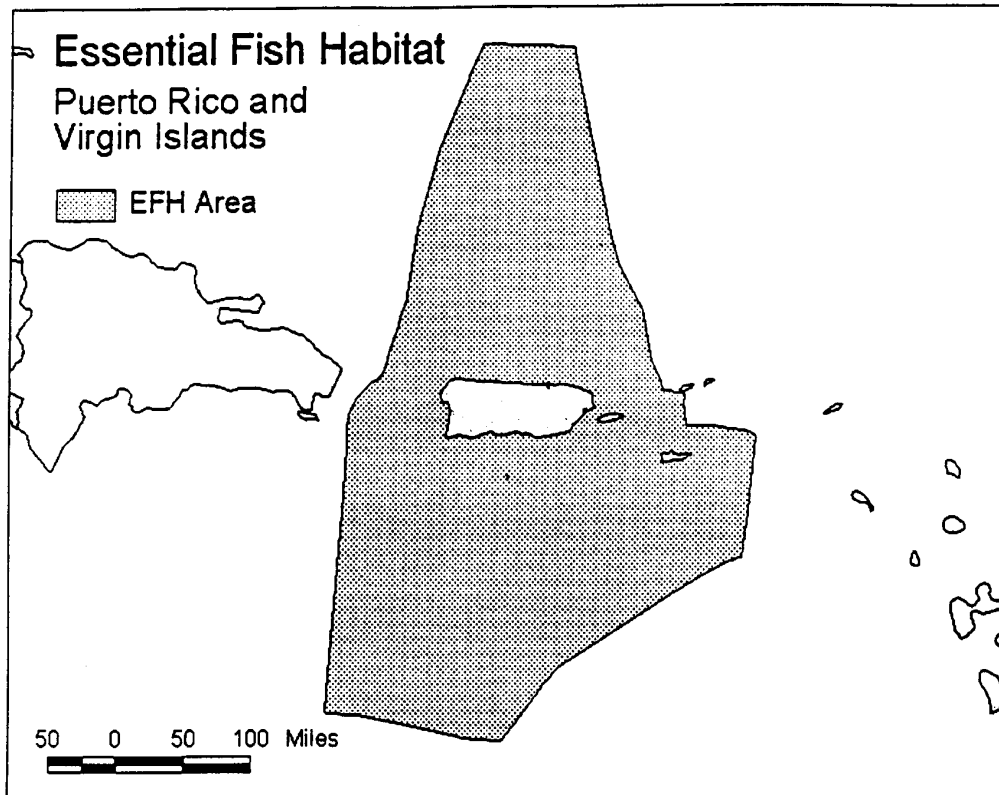 Essential Fish Habitat
Puerto Rico and
Virgin Islands
EFH Area
50 0 50 100 Miles